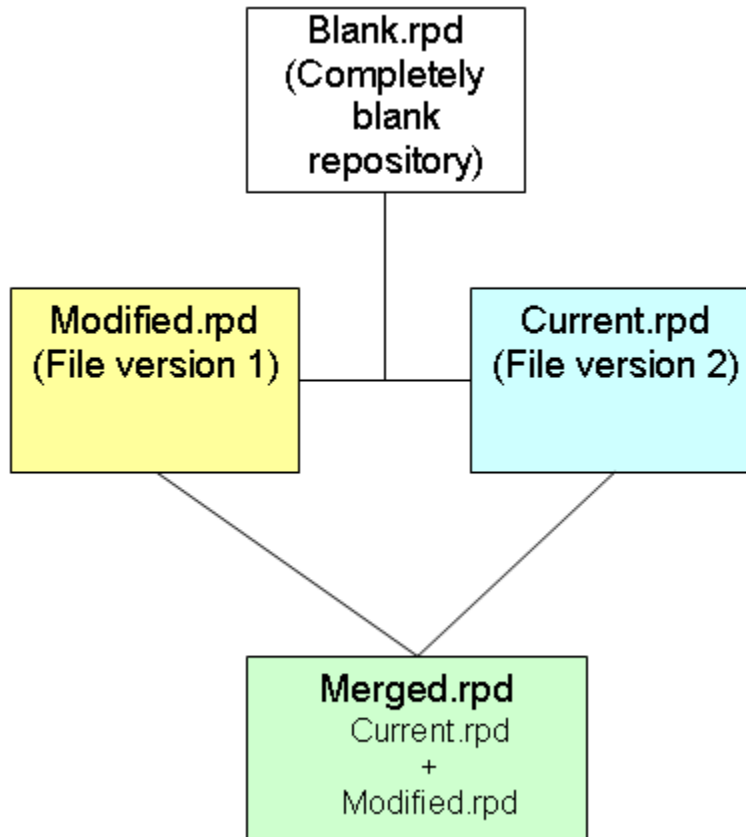 Blank.rpd
(Completely
blank
repository)
Modified.rpd
(File version 1)
Current.rpd
(File version 2)
Merged.rpd
Current.rpd
+
Modified.rpd